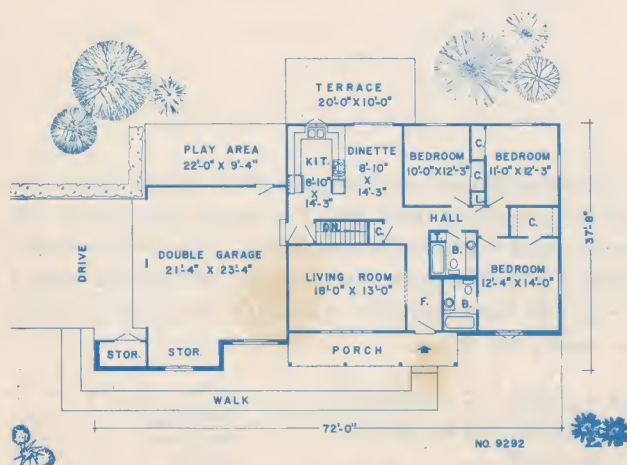 TERRACE
20'-0" X 10'-0"
PLAY AREA
22'-0" X 9'-4"
KIT.
8'-10"
X
14'-3"
DINETTE
8'-10"
X
14'-3"
BEDROOM
10'-0" X 12'-3"
C.
C.
L.
BEDROOM
11'-0" X 12'-3"
HALL
C.
DN.
C.
T.
B.
BEDROOM
12'-4" X 14'-0"
37'-8"
DRIVE
DOUBLE GARAGE
21'-4" X 23'-4"
LIVING ROOM
18'-0" X 13'-0"
F.
B.
STOR.
STOR.
PORCH
WALK
72'-0"
NO. 9292